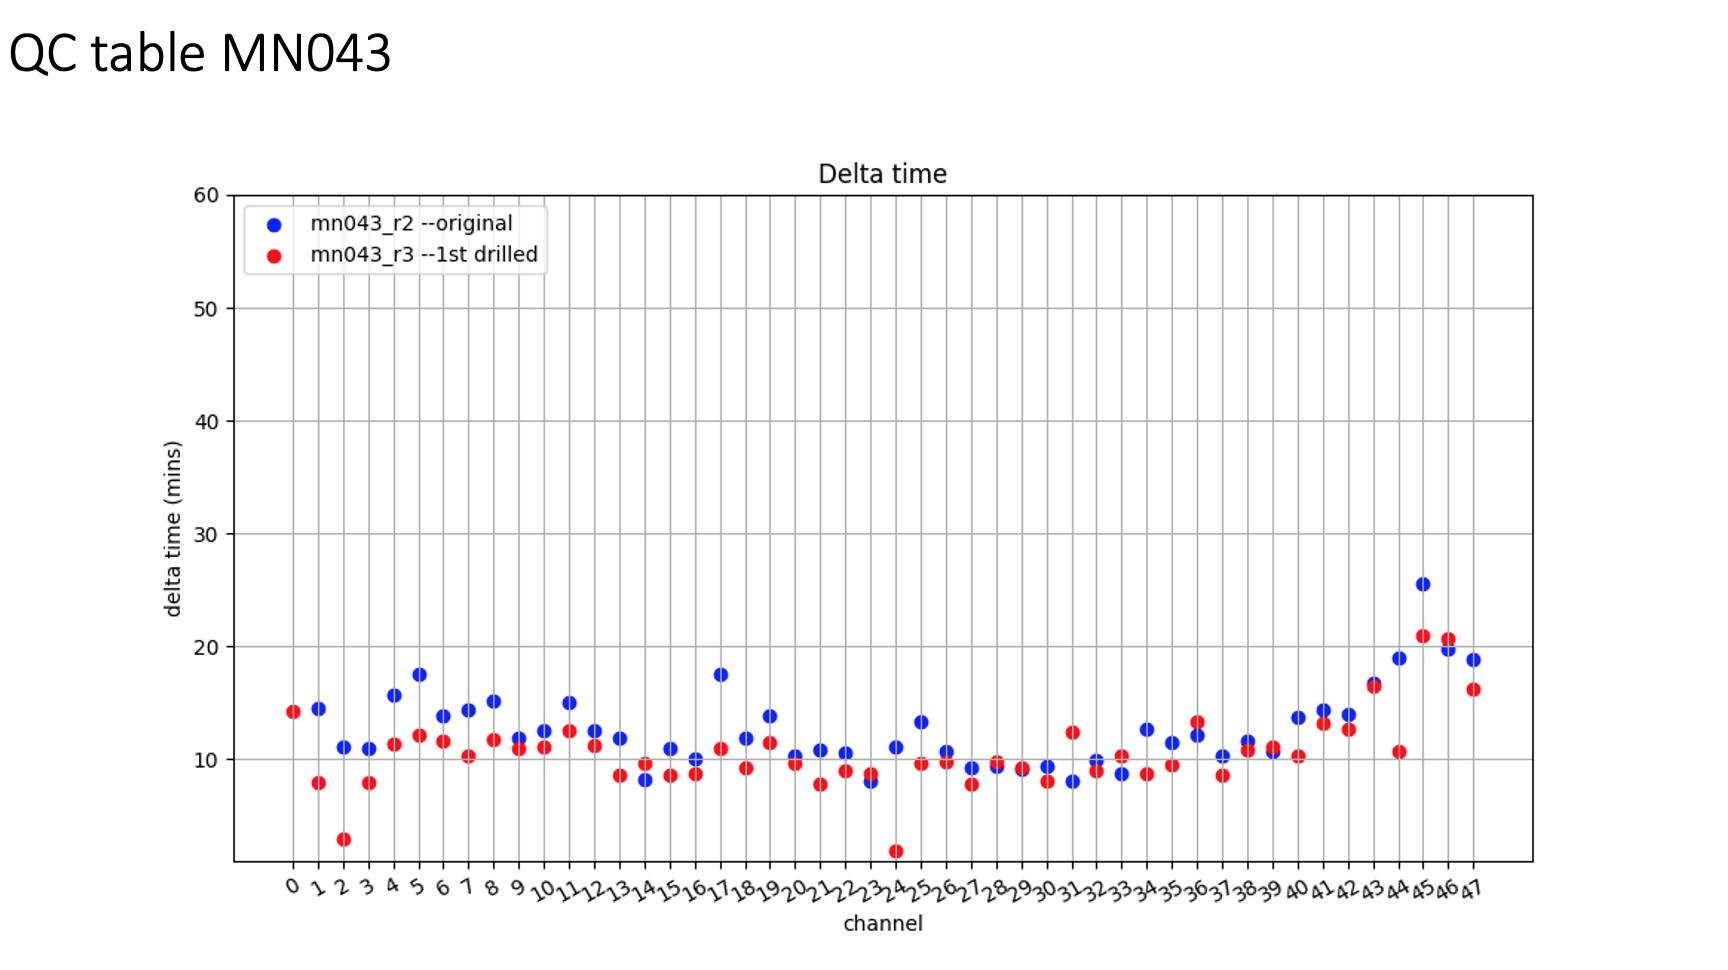 QC table MN043
Delta time
60
mn043_r2 --original
mn043_r3 --1st drilled
50
40
30
20
10
delta time (mins)
0 1 2 3 4 5 6 7 8 9 10 11 12 13 14 15 16 17 18 19 20 21 22 23 24 25 26 27 28 29 30 31 32 33 34 35 36 37 38 39 40 41 42 43 44 45 46 47
channel